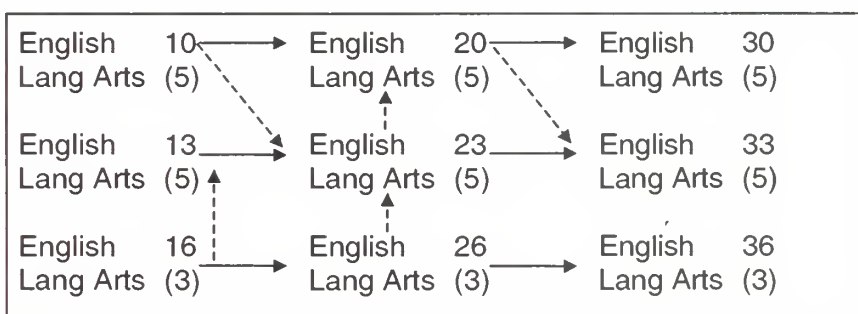 English 10 English 20 English 30
Lang Arts (5) Lang Arts (5) Lang Arts (5)
English 13 English 23 English 33
Lang Arts (5) Lang Arts (5) Lang Arts (5)
English 16 English 26 English 36
Lang Arts (3) Lang Arts (3) Lang Arts (3)